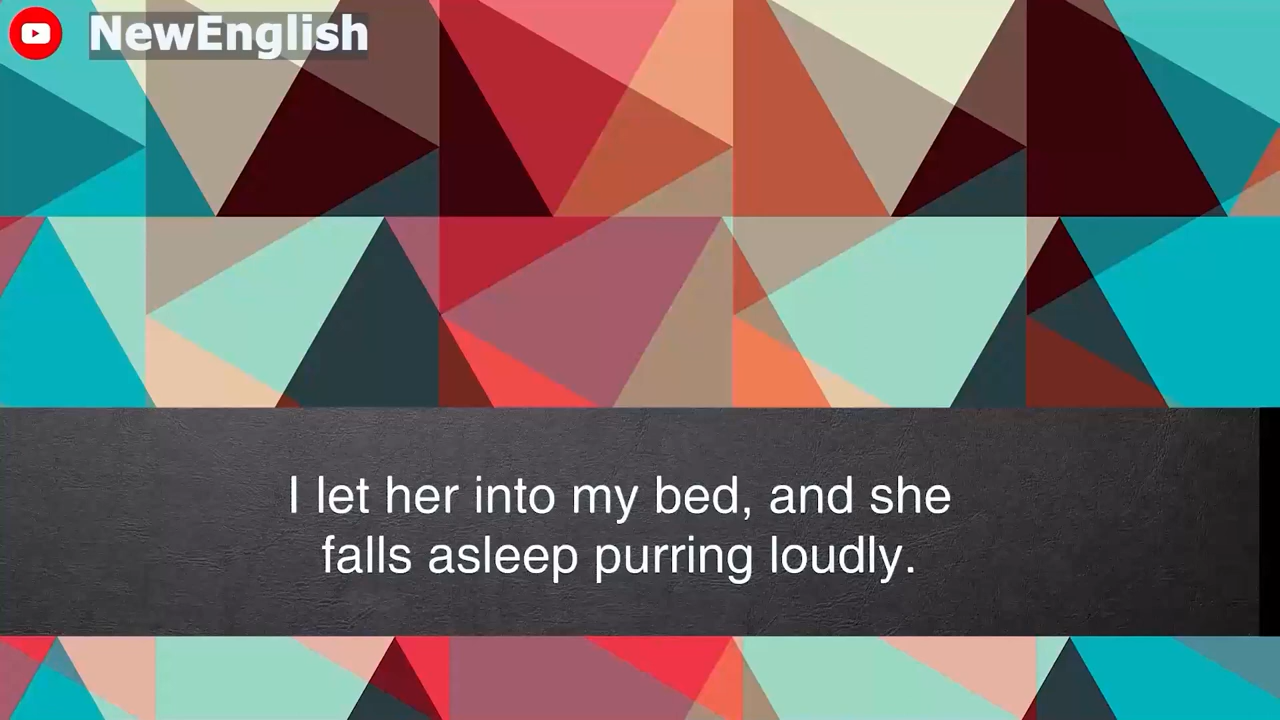 NewEnglish
I let her into my bed, and she
falls asleep purring loudly.